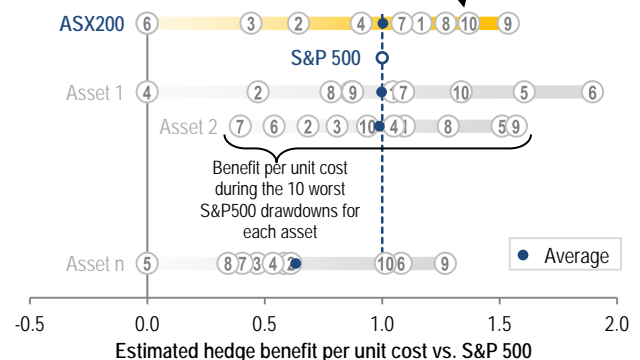 ASX200 6 3 2 4 7 1 8 10 9
S&P 500
Asset 1 4 2 8 9 7 10 5 6
Asset 2 7 6 2 3 10 4 1 8 5 9
Benefit per unit cost
during the 10 worst
S&P500 drawdowns for
each asset
Average
Asset n 5 8 7 3 4 2 10 6 9
-0.5 0.0 0.5 1.0 1.5 2.0
Estimated hedge benefit per unit cost vs. S&P 500